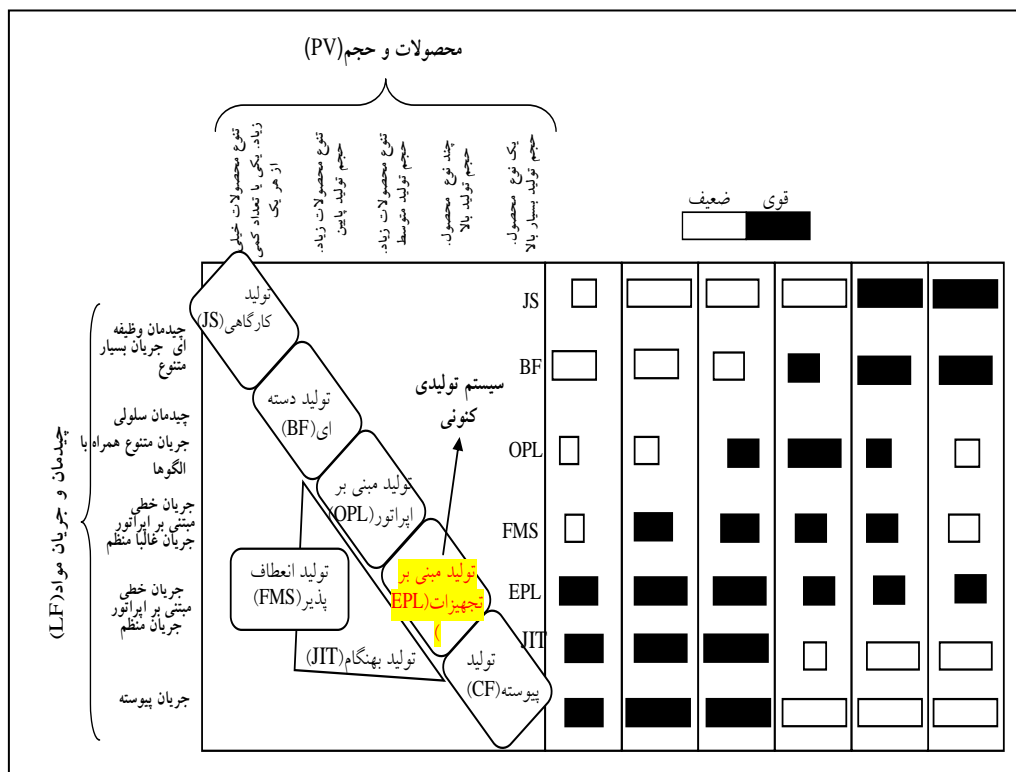 محصولات و حجم(PV)
تنوع محصولات خیلی
زیاد. یکی یا تعداد کمی
از هر یک
تنوع محصولات زیاد.
حجم تولید پایین
تنوع محصولات زیاد.
حجم تولید متوسط
چند نوع محصول.
حجم تولید بالا
یک نوع محصول.
حجم تولید بسیار بالا
ضعیف
قوی
چیدمان و جریان مواد(LF)
چیدمان وظیفه
ای جریان بسیار
متنوع
چیدمان سلولی
جریان متنوع همراه با
الگوها
جریان خطی
مبتنی بر اپراتور
جریان غالبا منظم
جریان خطی
مبتنی بر اپراتور
جریان منظم
جریان پیوسته
تولید
کارگاهی(JS)
تولید دسته
ای(BF)
تولید مبنی بر
اپراتور(OPL)
تولید مبنی بر
تجهیزات(EPL
)
تولید
پیوسته(CF)
سیستم تولیدی
کنونی
تولید انعطاف
پذیر(FMS)
تولید بهنگام(JIT)
JS
BF
OPL
FMS
EPL
JIT